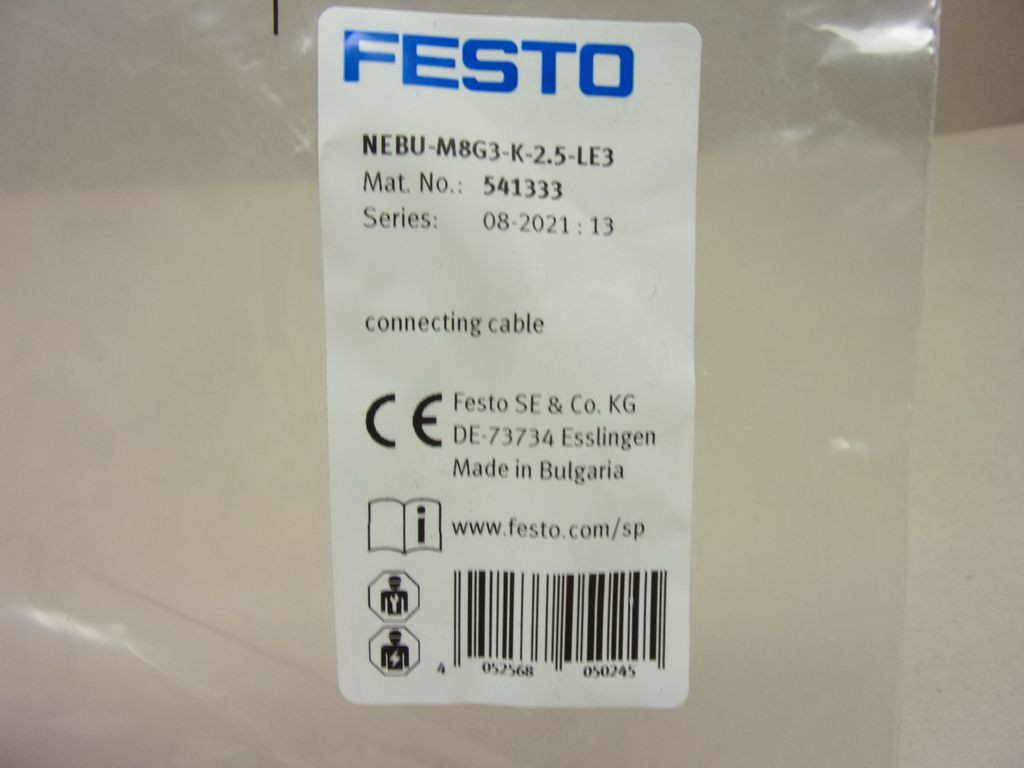 FESTO
NEBU-M8G3-K-2.5-LE3
Mat. No.: 541333
Series: 08-2021 : 13
connecting cable
CE Festo SE & Co. KG
DE-73734 Esslingen
Made in Bulgaria
i www.festo.com/sp
4 052568 050245